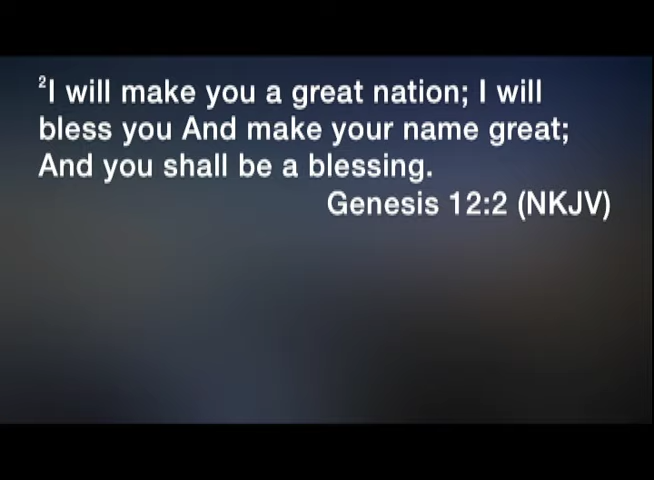 ²I will make you a great nation; I will
bless you And make your name great;
And you shall be a blessing.
Genesis 12:2 (NKJV)